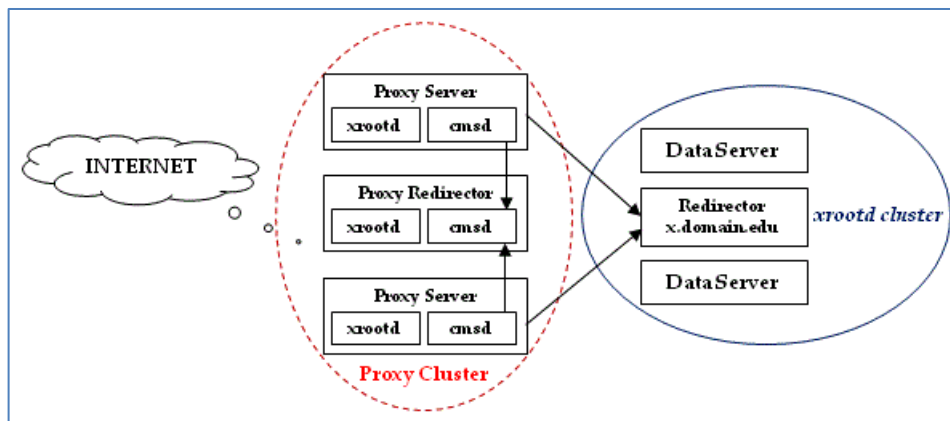 INTERNET
Proxy Server
xrootd cmsd
Proxy Redirector
xrootd cmsd
Proxy Server
xrootd cmsd
Proxy Cluster
DataServer
Redirector
x.domain.edu
DataServer
xrootd cluster